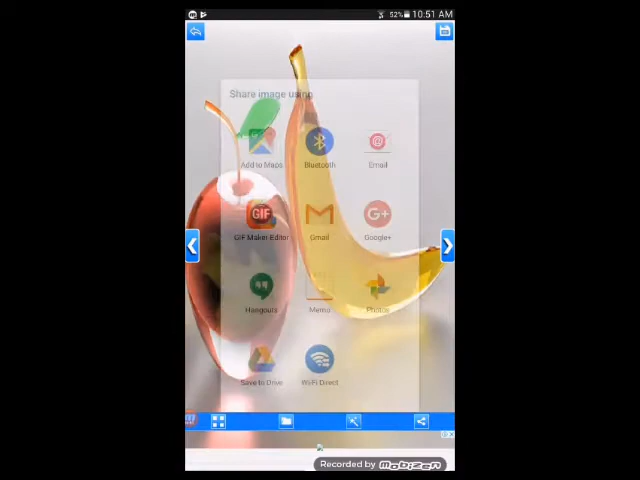 52% 10:51 AM
Share image using
Add to Maps Bluetooth Email
GIF
GIF Maker Editor Gmail Google+
Hangouts Memo Photos
Save to Drive Wi-Fi Direct
Recorded by mobizen